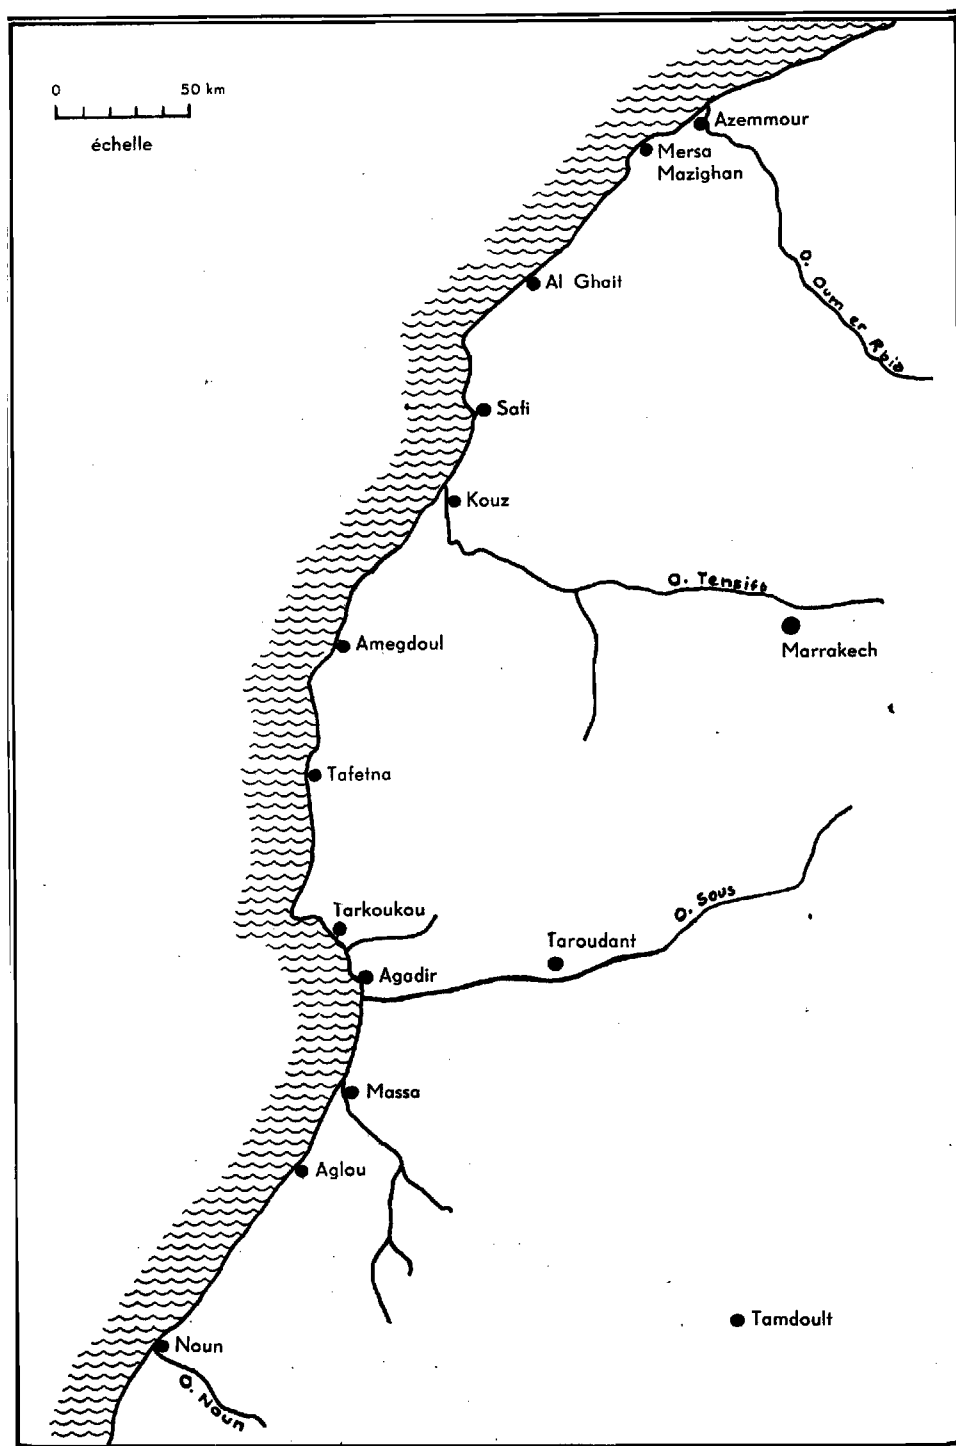 0 50 km
échelle
Azemmour
Mersa
Mazighan
O. Oum er Rbia
Al Ghait
Safi
Kouz
O. Tensift
Marrakech
Amegdoul
Tafetna
Tarkoukou
O. Sous
Taroudant
Agadir
Massa
Aglou
Tamdoult
Noun
O. Noun